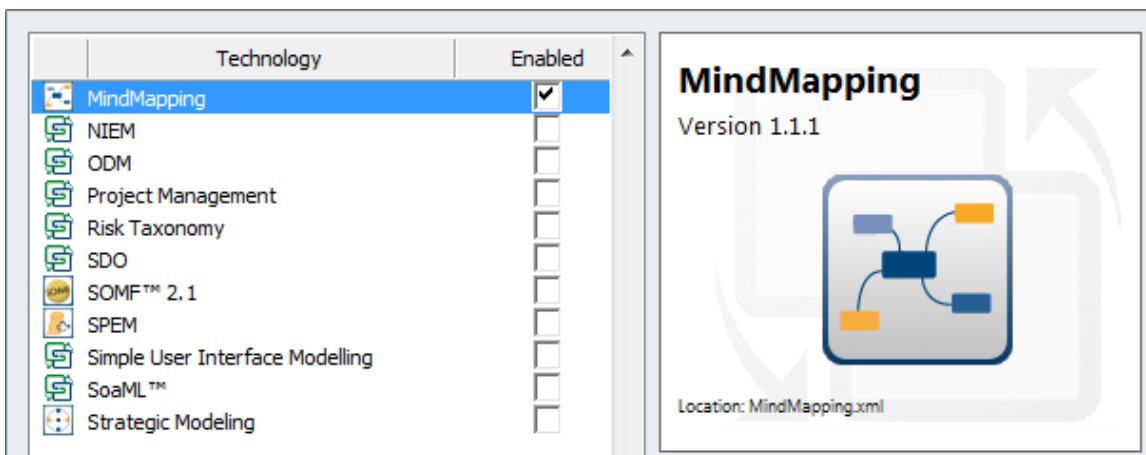 Technology Enabled
MindMapping
NIEM
ODM
Project Management
Risk Taxonomy
SDO
SOMF™ 2.1
SPEM
Simple User Interface Modelling
SoaML™
Strategic Modeling
MindMapping
Version 1.1.1
Location: MindMapping.xml